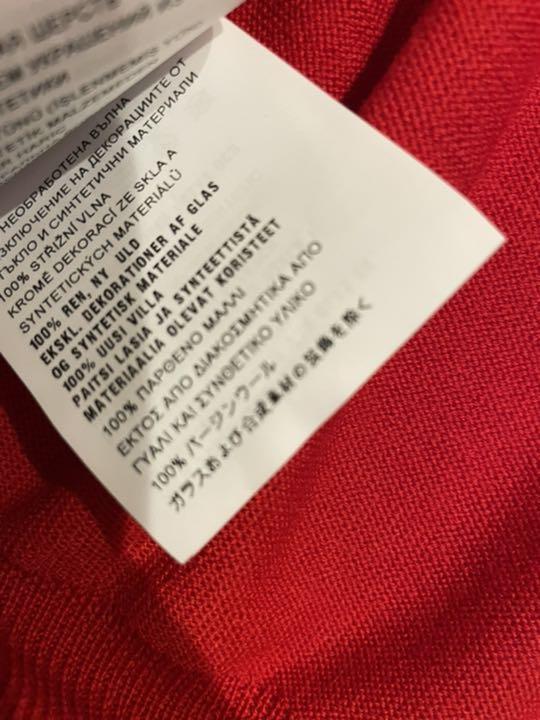 ШЕРСТЬ
УКРАШЕНИЙ ИЗ
НЕОБРАБОТЕНА ВЪЛНА
ИЗКЛЮЧЕНИЕ НА ДЕКОРАЦИИТЕ ОТ
СТЪКЛО И СИНТЕТИЧНИ МАТЕРИАЛИ
100% STŘIŽNÍ VLNA
KROMĚ DEKORACÍ ZE SKLA A
SYNTETICKÝCH MATERIÁLŮ
100% REN, NY ULD
EKSKL. DEKORATIONER AF GLAS
OG SYNTETISK MATERIALE
100% UUSI VILLA
PAITSI LASIA JA SYNTEETTISTÄ
MATERIAALIA OLEVAT KORISTEET
100% ΠΑΡΘΕΝΟ ΜΑΛΛΙ
ΕΚΤΟΣ ΑΠΟ ΔΙΑΚΟΣΜΗΤΙΚΑ ΑΠΟ
ΓΥΑΛΙ ΚΑΙ ΣΥΝΘΕΤΙΚΟ ΥΛΙΚΟ
100% バージンウール
ガラスおよび合成素材の装飾を除く